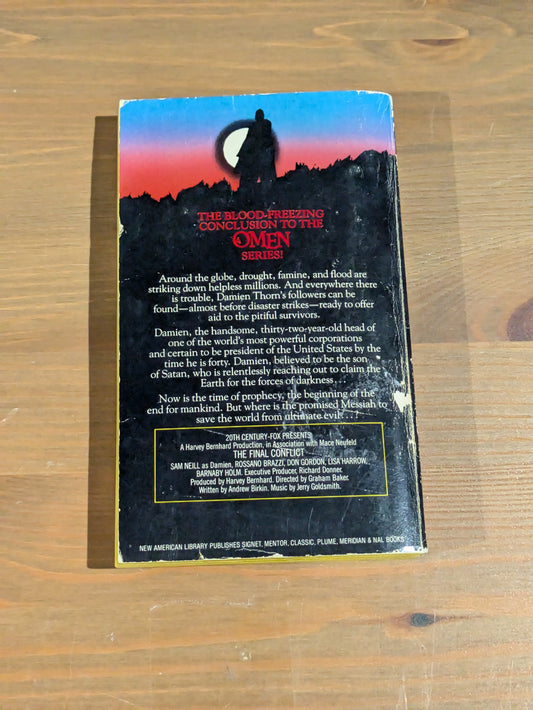 THE BLOOD-FREEZING
CONCLUSION TO THE
OMEN
SERIES!
Around the globe, drought, famine, and flood are
striking down helpless millions. And everywhere there
is trouble, Damien Thorn's followers can be
found—almost before disaster strikes—ready to offer
aid to the pitiful survivors.
Damien, the handsome, thirty-two-year-old head of
one of the world's most powerful corporations
and certain to be president of the United States by the
time he is forty. Damien, believed to be the son
of Satan, who is relentlessly reaching out to claim the
Earth for the forces of darkness . . .
Now is the time of prophecy, the beginning of the
end for mankind. But where is the promised Messiah to
save the world from ultimate evil . . . ?
20TH CENTURY-FOX PRESENTS
A Harvey Bernhard Production, in Association with Mace Neufeld
THE FINAL CONFLICT
SAM NEILL as Damien, ROSSANO BRAZZI, DON GORDON, LISA HARROW,
BARNABY HOLM. Executive Producer, Richard Donner.
Produced by Harvey Bernhard. Directed by Graham Baker.
Written by Andrew Birkin. Music by Jerry Goldsmith.
NEW AMERICAN LIBRARY PUBLISHES SIGNET, MENTOR, CLASSIC, PLUME, MERIDIAN & NAL BOOKS